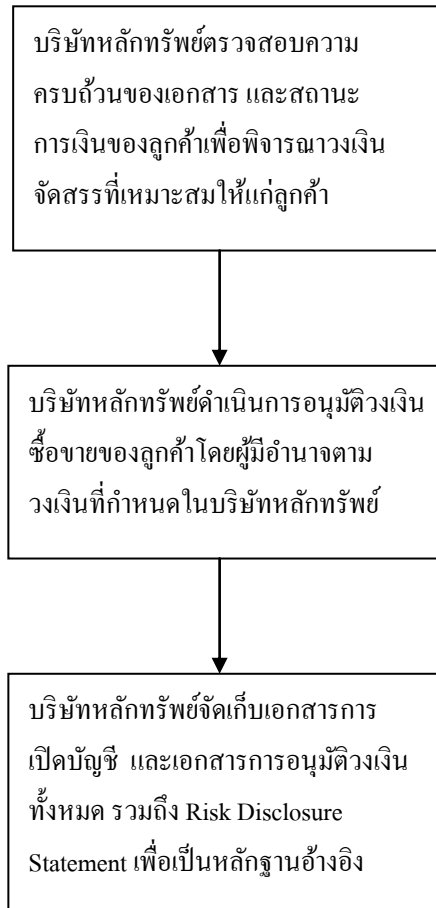 บริษัทหลักทรัพย์ตรวจสอบความ
ครบถ้วนของเอกสาร และสถานะ
การเงินของลูกค้าเพื่อพิจารณาวงเงิน
จัดสรรที่เหมาะสมให้แก่ลูกค้า
บริษัทหลักทรัพย์ดำเนินการอนุมัติวงเงิน
ซื้อขายของลูกค้าโดยผู้มีอำนาจตาม
วงเงินที่กำหนดในบริษัทหลักทรัพย์
บริษัทหลักทรัพย์จัดเก็บเอกสารการ
เปิดบัญชี และเอกสารการอนุมัติวงเงิน
ทั้งหมด รวมถึง Risk Disclosure
Statement เพื่อเป็นหลักฐานอ้างอิง